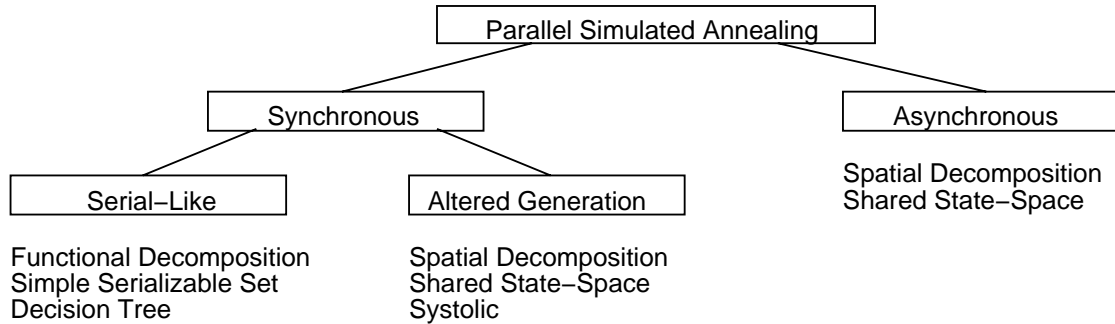 Parallel Simulated Annealing
Synchronous
Asynchronous
Serial−Like
Altered Generation
Spatial Decomposition
Shared State−Space
Functional Decomposition
Simple Serializable Set
Decision Tree
Spatial Decomposition
Shared State−Space
Systolic